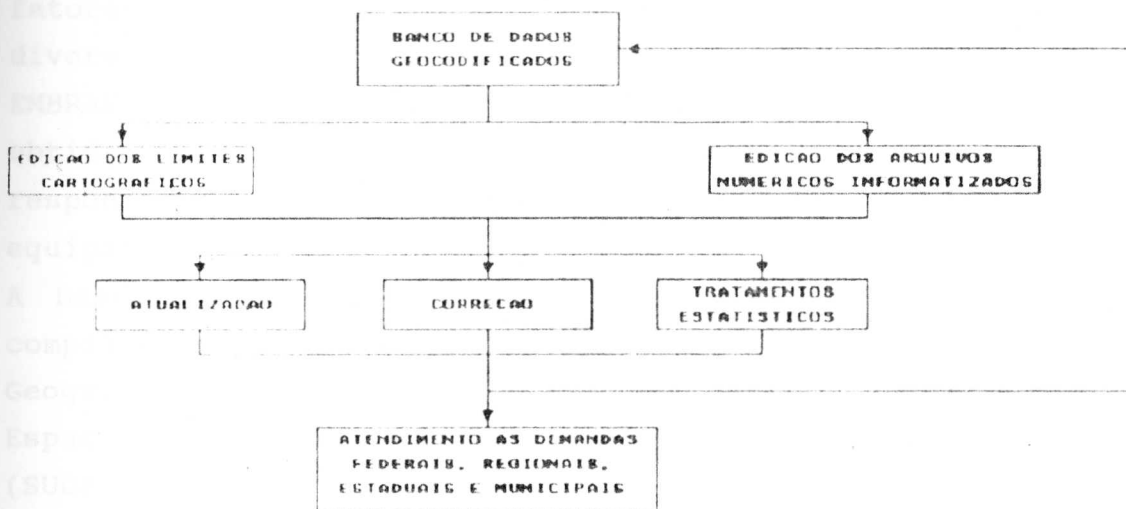 BANCO DE DADOS
GEOCODIFICADOS
EDICAO DOS LIMITES
CARTOGRAFICOS
EDICAO DOS ARQUIVOS
NUMERICOS INFORMATIZADOS
ATUALIZACAO
CORRECAO
TRATAMENTOS
ESTATISTICOS
ATENDIMENTO AS DEMANDAS
FEDERAIS, REGIONAIS,
ESTADUAIS E MUNICIPAIS